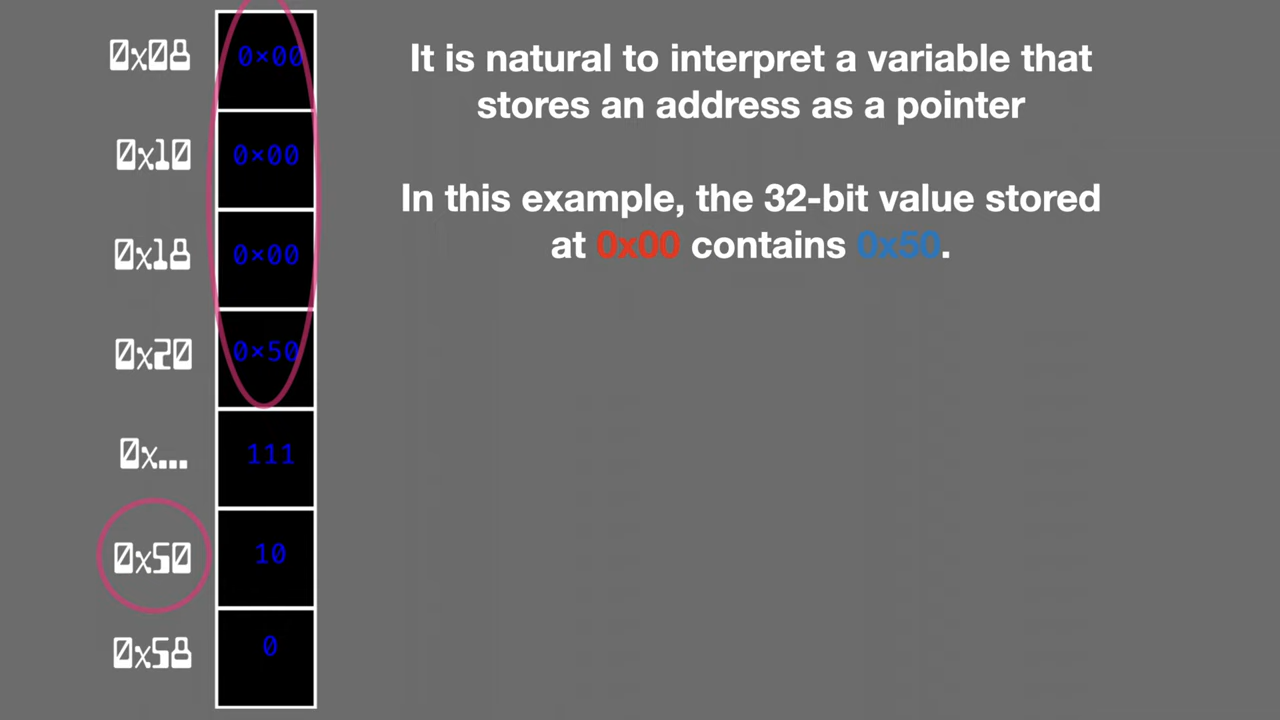 0x08 0x00
0x10 0x00
0x18 0x00
0x20 0x50
0x... 111
0x50 10
0x58 0
It is natural to interpret a variable that
stores an address as a pointer
In this example, the 32-bit value stored
at 0x00 contains 0x50.